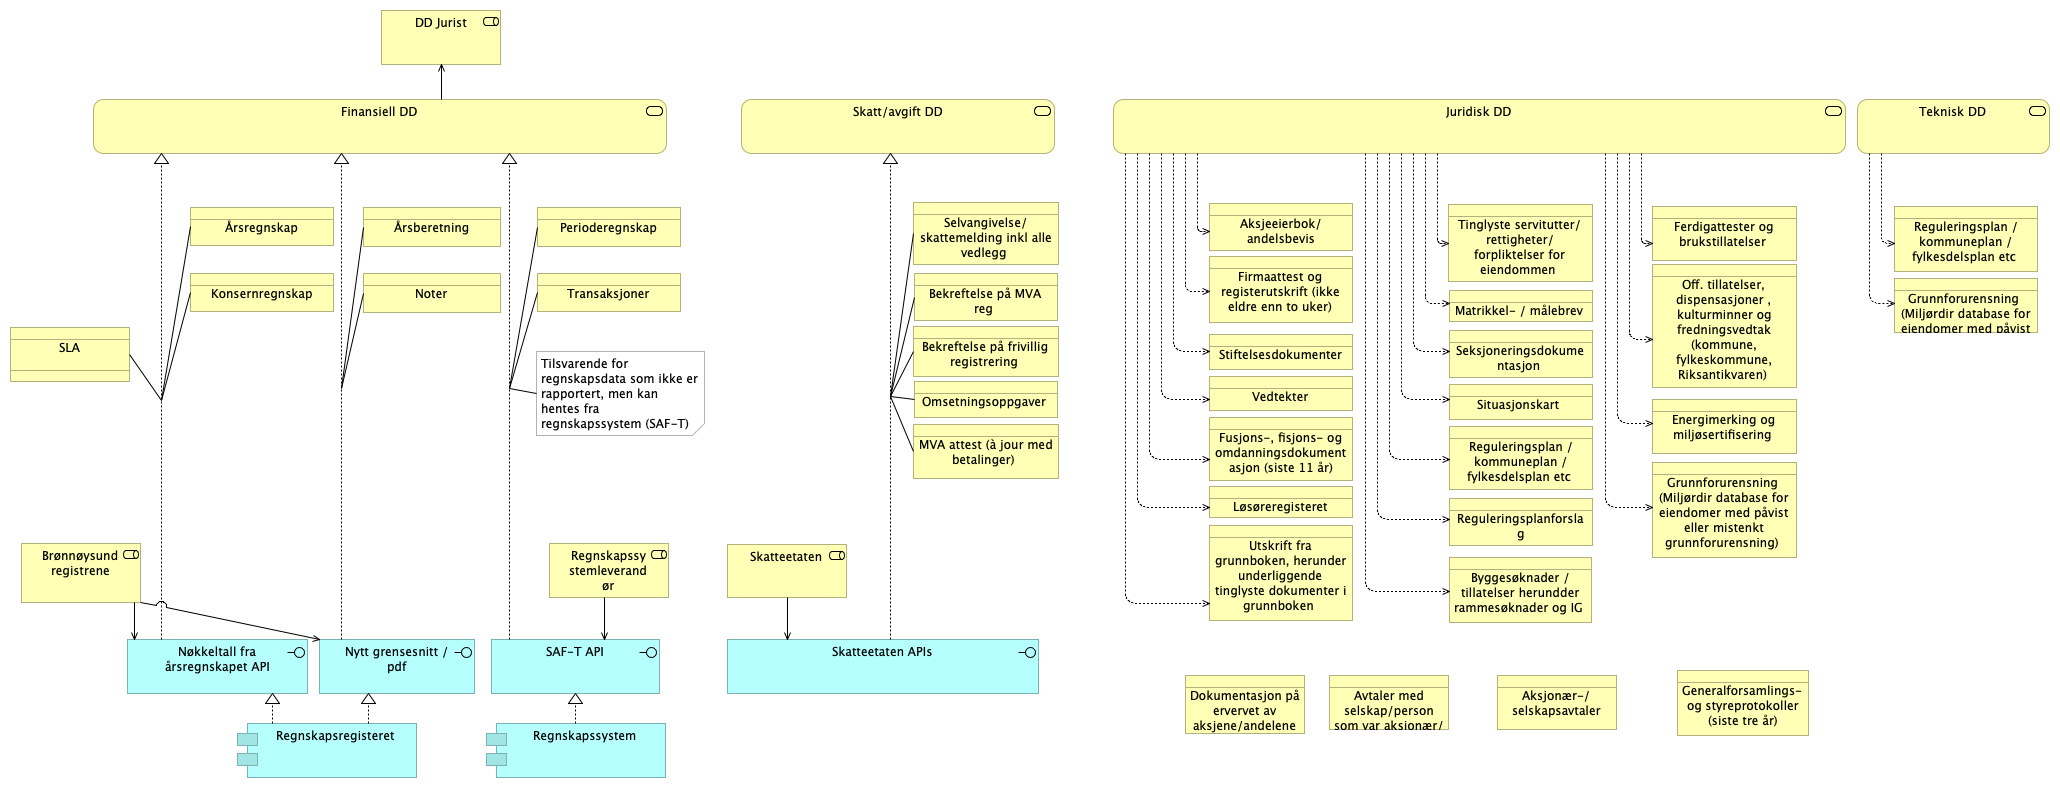 DD Jurist
Finansiell DD
Skatt/avgift DD
Juridisk DD
Teknisk DD
Årsregnskap
Konsernregnskap
SLA
Årsberetning
Noter
Perioderegnskap
Transaksjoner
Tilsvarende for
regnskapsdata som ikke er
rapportert, men kan
hentes fra
regnskapssystem (SAF-T)
Selvangivelse/
skattemelding inkl alle
vedlegg
Bekreftelse på MVA
reg
Bekreftelse på frivillig
registrering
Omsetningsoppgaver
MVA attest (à jour med
betalinger)
Aksjeeierbok/
andelsbevis
Firmaattest og
registerutskrift (ikke
eldre enn to uker)
Stiftelsesdokumenter
Vedtekter
Fusjons-, fisjons- og
omdanningsdokument
asjon (siste 11 år)
Løsøreregisteret
Utskrift fra
grunnboken, herunder
underliggende
tinglyste dokumenter i
grunnboken
Tinglyste servitutter/
rettigheter/
forpliktelser for
eiendommen
Matrikkel- / målebrev
Seksjoneringsdokume
ntasjon
Situasjonskart
Reguleringsplan /
kommuneplan /
fylkesdelsplan etc
Reguleringsplanforsla
g
Byggesøknader /
tillatelser herundder
rammesøknader og IG
Ferdigattester og
brukstillatelser
Off. tillatelser,
dispensasjoner ,
kulturminner og
fredningsvedtak
(kommune,
fylkeskommune,
Riksantikvaren)
Energimerking og
miljøsertifisering
Grunnforurensning
(Miljørdir database for
eiendomer med påvist
eller mistenkt
grunnforurensning)
Reguleringsplan /
kommuneplan /
fylkesdelsplan etc
Grunnforurensning
(Miljørdir database for
eiendomer med påvist
Brønnøysund
registrene
Regnskapssy
stemleverand
ør
Skatteetaten
Nøkkeltall fra
årsregnskapet API
Nytt grensesnitt /
pdf
SAF-T API
Skatteetaten APIs
Regnskapsregisteret
Regnskapssystem
Dokumentasjon på
ervervet av
aksjene/andelene
Avtaler med
selskap/person
som var aksjonær/
Aksjonær-/
selskapsavtaler
Generalforsamlings-
og styreprotokoller
(siste tre år)